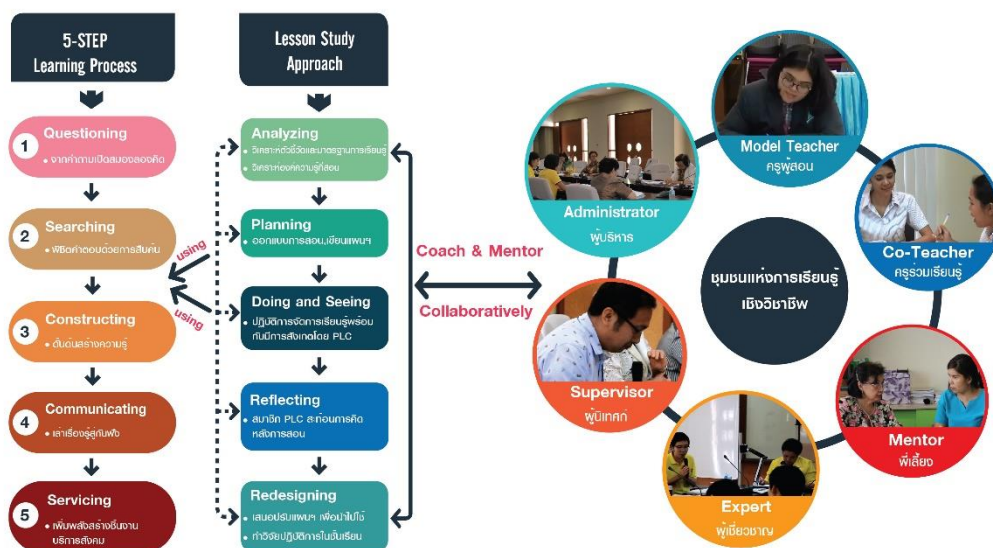 5-STEP
Learning Process
1
Questioning
• จากคำถามเปิดสมองลองคิด
2
Searching
• พิชิตคำตอบด้วยการสืบค้น
3
Constructing
• ดั้นด้นสร้างความรู้
4
Communicating
• เล่าเรื่องรู้สู่กันฟัง
5
Servicing
• เพิ่มพลังสร้างชิ้นงาน
บริการสังคม
using
using
Lesson Study
Approach
Analyzing
• วิเคราะห์ตัวชี้วัดและมาตรฐานการเรียนรู้
• วิเคราะห์องค์ความรู้ที่สอน
Planning
• ออกแบบการสอน,เขียนแผนฯ
Doing and Seeing
• ปฏิบัติการจัดการเรียนรู้พร้อม
กับมีการสังเกตโดย PLC
Reflecting
• สมาชิก PLC สะท้อนการคิด
หลังการสอน
Redesigning
• เสนอปรับแผนฯ เพื่อนำไปใช้
• ทำวิจัยปฏิบัติการในชั้นเรียน
Coach & Mentor
Collaboratively
Model Teacher
ครูผู้สอน
Administrator
ผู้บริหาร
Co-Teacher
ครูร่วมเรียนรู้
ชุมชนแห่งการเรียนรู้
เชิงวิชาชีพ
Supervisor
ผู้นิเทศก์
Mentor
พี่เลี้ยง
Expert
ผู้เชี่ยวชาญ